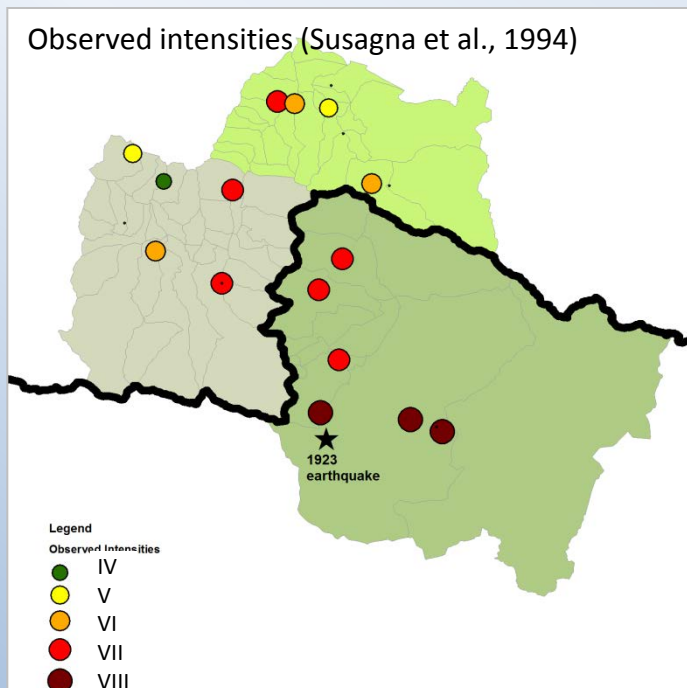 Observed intensities (Susagna et al., 1994)
1923
earthquake
Legend
Observed Intensities
IV
V
VI
VII
VIII